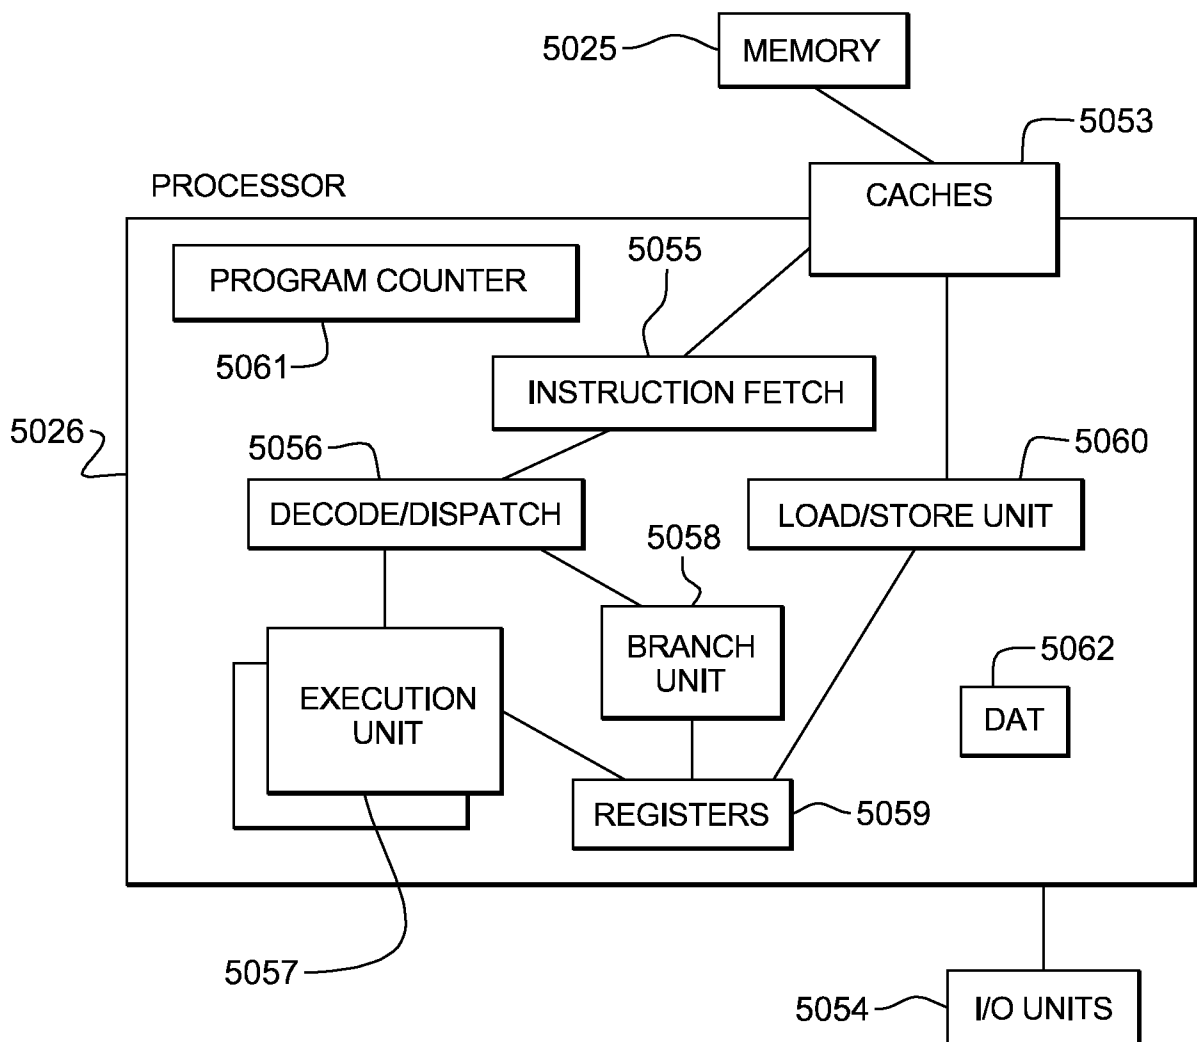 5025
MEMORY
5053
PROCESSOR
CACHES
5055
PROGRAM COUNTER
5061
INSTRUCTION FETCH
5026
5056
5060
DECODE/DISPATCH
LOAD/STORE UNIT
5058
BRANCH
UNIT
5062
EXECUTION
UNIT
DAT
REGISTERS
5059
5057
5054
I/O UNITS